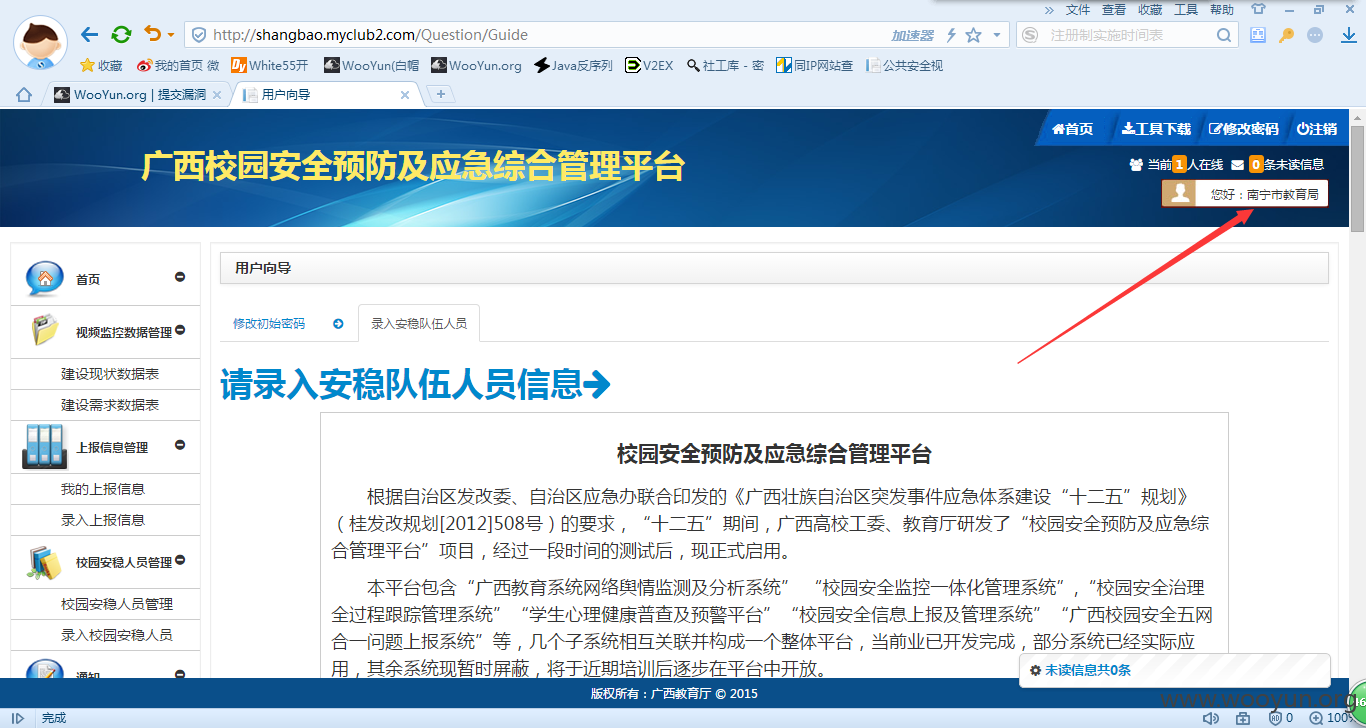 » 文件 查看 收藏 工具 帮助
http://shangbao.myclub2.com/Question/Guide 加速器 注册制实施时间表
收藏 我的首页 微 White55开 WooYun(白帽 WooYun.org Java反序列 V2EX 社工库 - 密 同IP网站查 公共安全视
WooYun.org | 提交漏洞 用户向导
首页 工具下载 修改密码 注销
广西校园安全预防及应急综合管理平台
当前1人在线 0条未读信息
您好：南宁市教育局
首页
视频监控数据管理
建设现状数据表
建设需求数据表
上报信息管理
我的上报信息
录入上报信息
校园安稳人员管理
校园安稳人员管理
录入校园安稳人员
通知
用户向导
修改初始密码 录入安稳队伍人员
请录入安稳队伍人员信息
校园安全预防及应急综合管理平台
根据自治区发改委、自治区应急办联合印发的《广西壮族自治区突发事件应急体系建设“十二五”规划》
（桂发改规划[2012]508号）的要求，“十二五”期间，广西高校工委、教育厅研发了“校园安全预防及应急综
合管理平台”项目，经过一段时间的测试后，现正式启用。
本平台包含“广西教育系统网络舆情监测及分析系统” “校园安全监控一体化管理系统”,“校园安全治理
全过程跟踪管理系统” “学生心理健康普查及预警平台” “校园安全信息上报及管理系统” “广西校园安全五网
合一问题上报系统”等，几个子系统相互关联并构成一个整体平台，当前业已开发完成，部分系统已经实际应
用，其余系统现暂时屏蔽，将于近期培训后逐步在平台中开放。
未读信息共0条
版权所有：广西教育厅 © 2015
www.wooyun.org
完成 0 100%